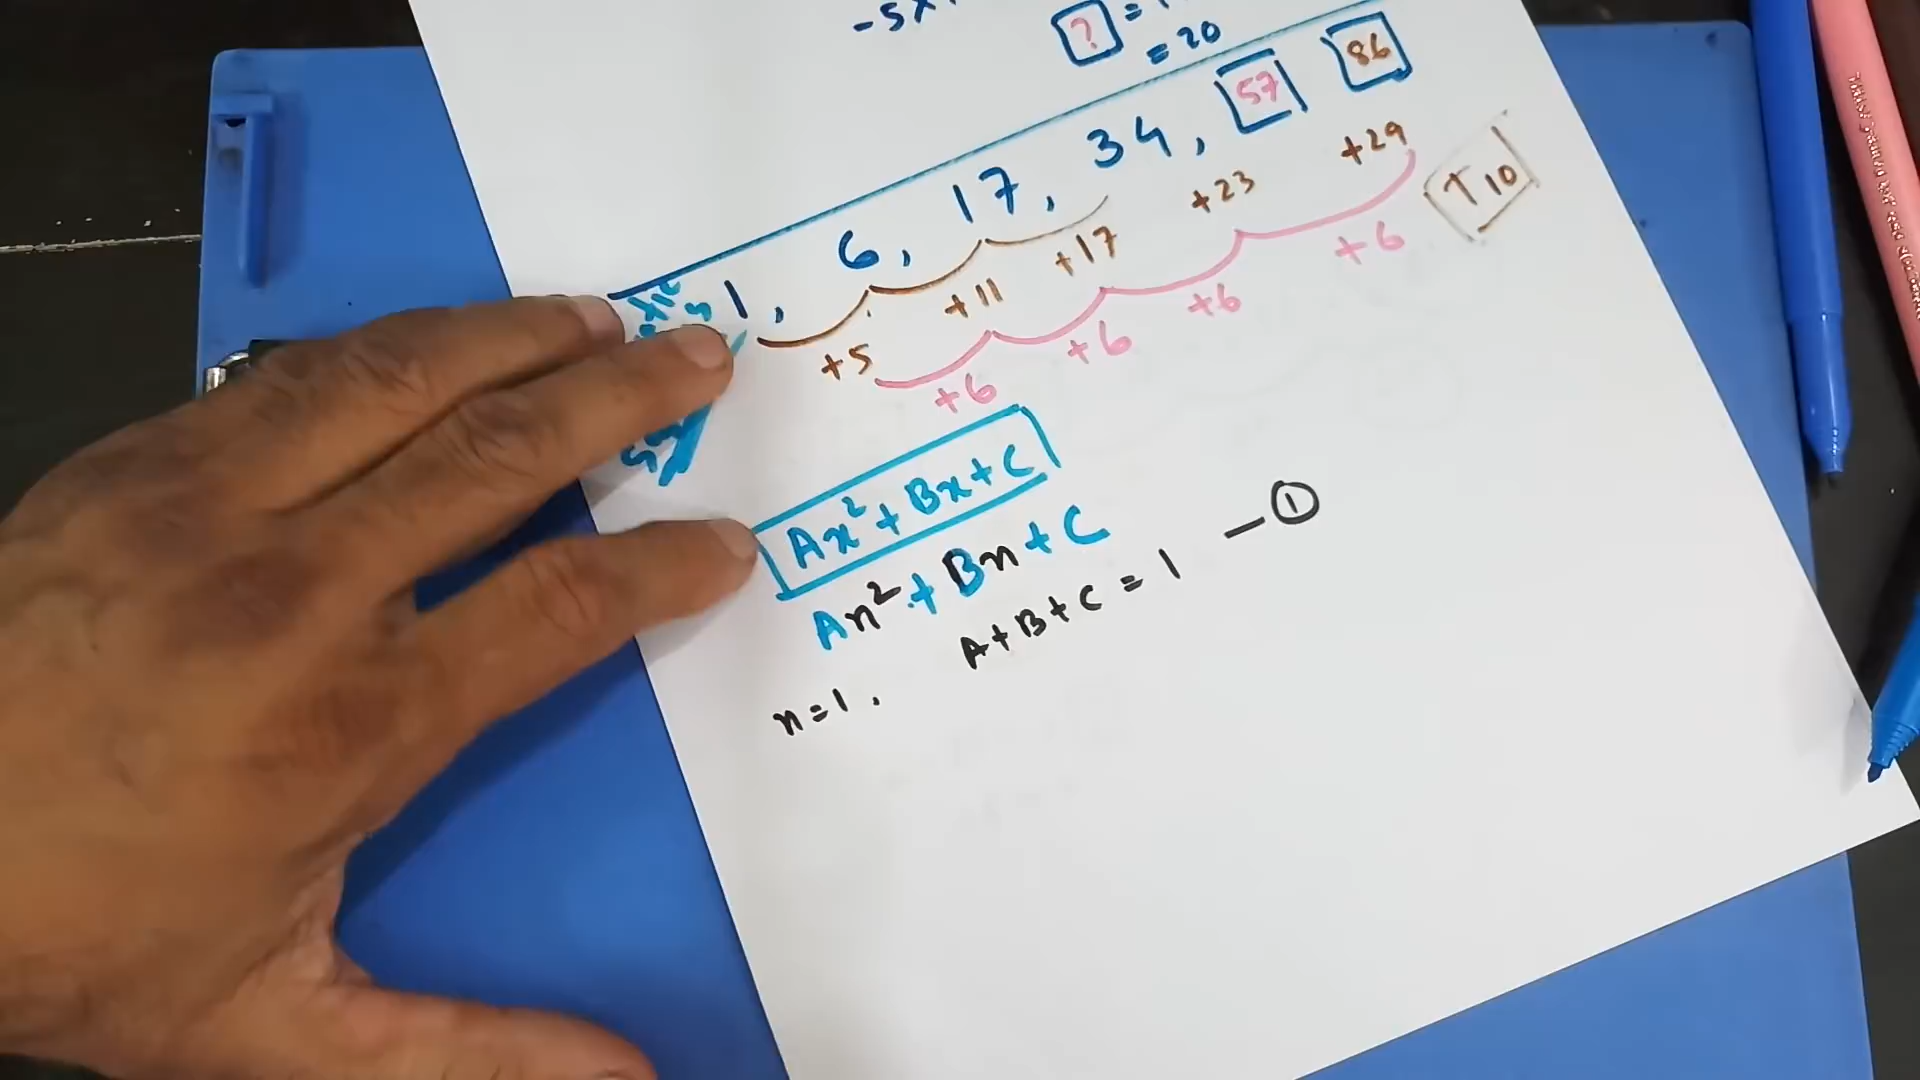 ?
= 20
1, 6, 17, 34, 57 86
+5 +11 +17 +23 +29
+6 +6 +6 +6
T10
Ax² + Bx + C
An² + Bn + C
n=1, A+B+C = 1 — ①